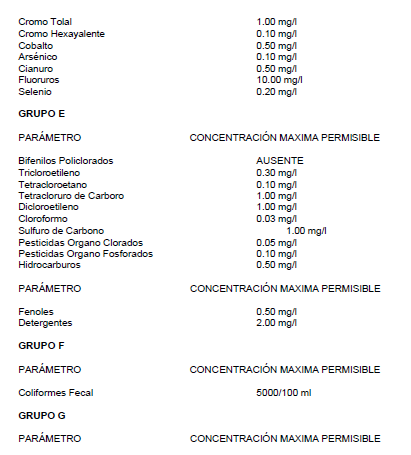 Cromo Tolal 1.00 mg/l
Cromo Hexayalente 0.10 mg/l
Cobalto 0.50 mg/l
Arsénico 0.10 mg/l
Cianuro 0.50 mg/l
Fluoruros 10.00 mg/l
Selenio 0.20 mg/l
GRUPO E
PARÁMETRO CONCENTRACIÓN MAXIMA PERMISIBLE
Bifenilos Policlorados AUSENTE
Tricloroetileno 0.30 mg/l
Tetracloroetano 0.10 mg/l
Tetracloruro de Carboro 1.00 mg/l
Dicloroetileno 1.00 mg/l
Cloroformo 0.03 mg/l
Sulfuro de Carbono 1.00 mg/l
Pesticidas Organo Clorados 0.05 mg/l
Pesticidas Organo Fosforados 0.10 mg/l
Hidrocarburos 0.50 mg/l
PARÁMETRO CONCENTRACIÓN MAXIMA PERMISIBLE
Fenoles 0.50 mg/l
Detergentes 2.00 mg/l
GRUPO F
PARÁMETRO CONCENTRACIÓN MAXIMA PERMISIBLE
Coliformes Fecal 5000/100 ml
GRUPO G
PARÁMETRO CONCENTRACIÓN MAXIMA PERMISIBLE